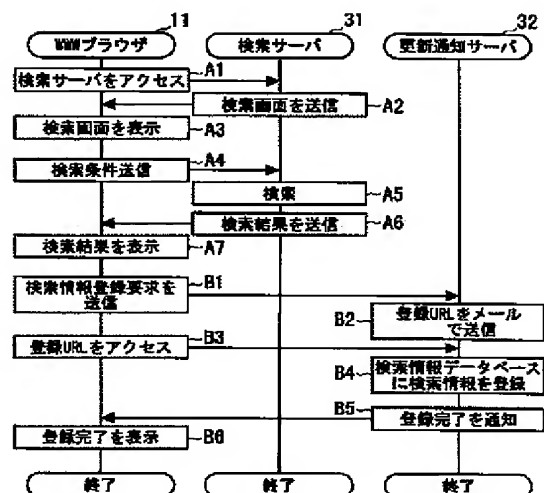 11
31
32
WWWブラウザ
検索サーバ
更新通知サーバ
検索サーバをアクセス
A1
検索画面を送信
A2
検索画面を表示
A3
検索条件送信
A4
検索
A5
検索結果を送信
A6
検索結果を表示
A7
検索情報登録要求を
送信
B1
B2
登録URLをメール
で送信
登録URLをアクセス
B3
B4
検索情報データベース
に検索情報を登録
B5
登録完了を通知
登録完了を表示
B6
終了
終了
終了